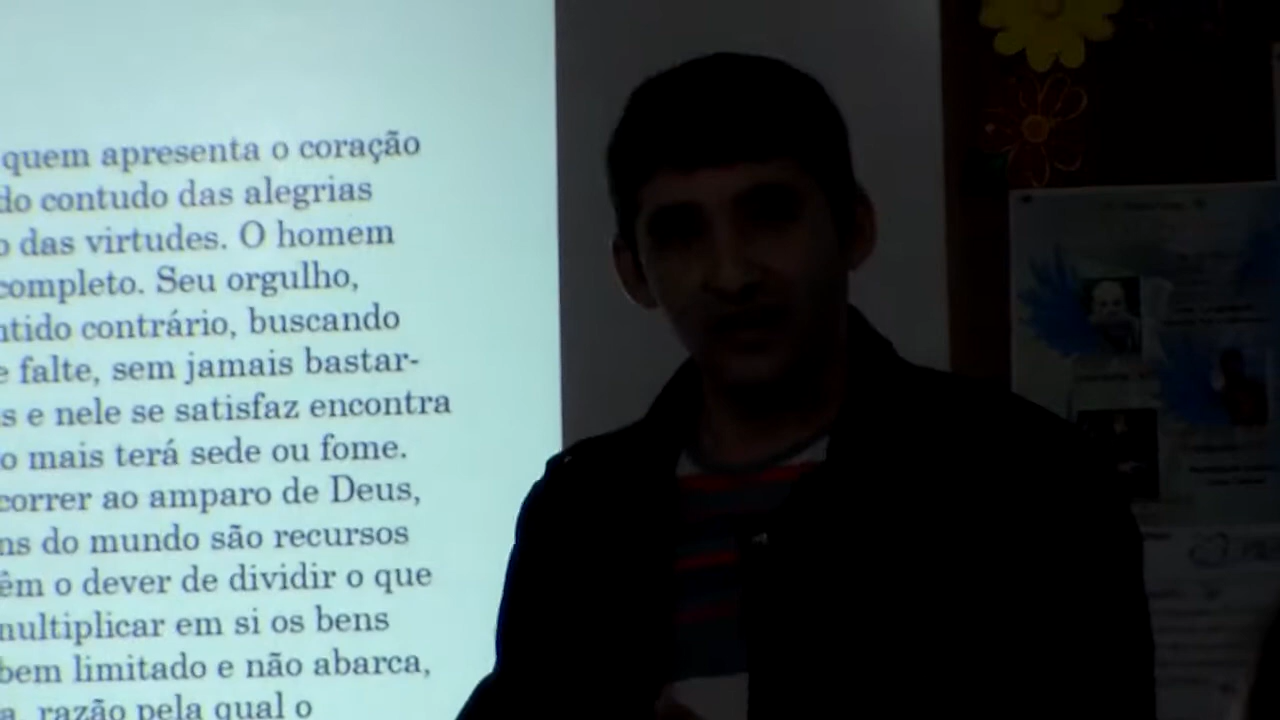 quem apresenta o coração
do contudo das alegrias
o das virtudes. O homem
completo. Seu orgulho,
ntido contrário, buscando
e falte, sem jamais bastar-
s e nele se satisfaz encontra
o mais terá sede ou fome.
correr ao amparo de Deus,
ns do mundo são recursos
êm o dever de dividir o que
multiplicar em si os bens
bem limitado e não abarca,
a, razão pela qual o